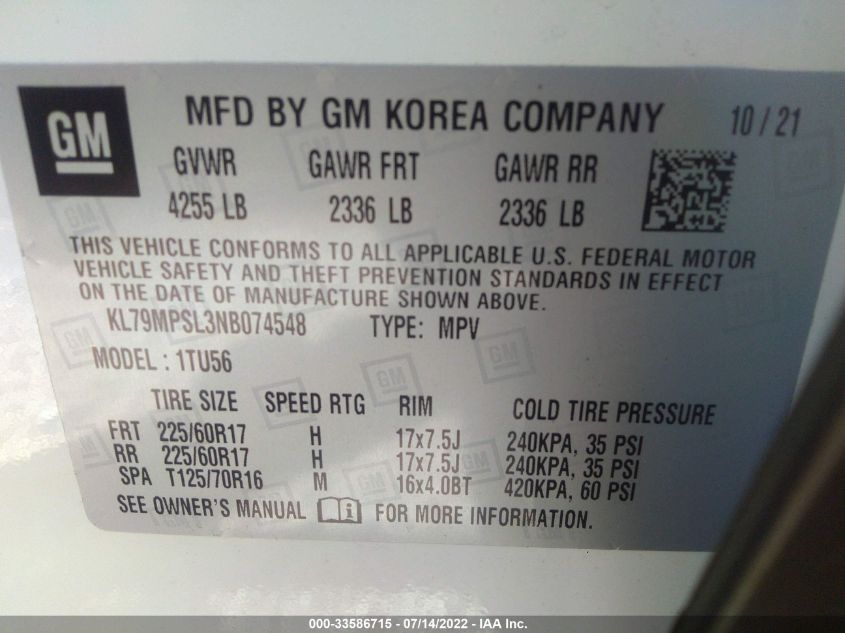 GM
MFD BY GM KOREA COMPANY 10 / 21
GVWR GAWR FRT GAWR RR
4255 LB 2336 LB 2336 LB
THIS VEHICLE CONFORMS TO ALL APPLICABLE U.S. FEDERAL MOTOR
VEHICLE SAFETY AND THEFT PREVENTION STANDARDS IN EFFECT
ON THE DATE OF MANUFACTURE SHOWN ABOVE.
KL79MPSL3NB074548 TYPE: MPV
MODEL : 1TU56
TIRE SIZE SPEED RTG RIM COLD TIRE PRESSURE
FRT 225/60R17 H 17x7.5J 240KPA, 35 PSI
RR 225/60R17 H 17x7.5J 240KPA, 35 PSI
SPA T125/70R16 M 16x4.0BT 420KPA, 60 PSI
SEE OWNER'S MANUAL FOR MORE INFORMATION.
000-33586715 - 07/14/2022 - IAA Inc.